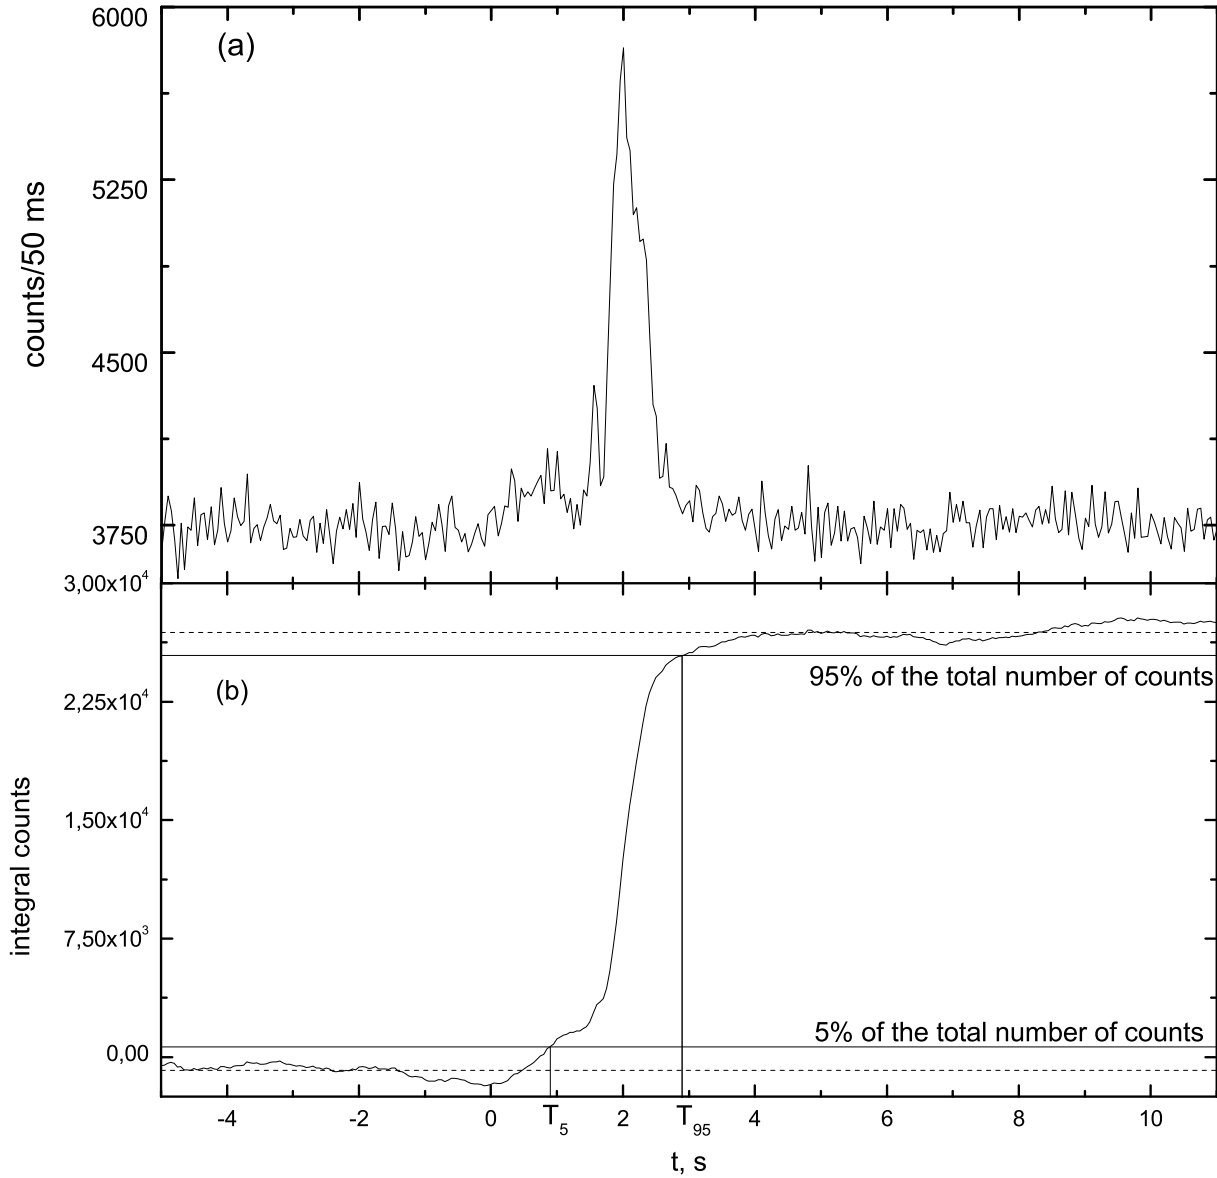 (a)
6000
5250
4500
3750
counts/50 ms
3,00x10⁴
(b)
95% of the total number of counts
2,25x10⁴
1,50x10⁴
7,50x10³
5% of the total number of counts
0,00
integral counts
-4 -2 0 T₅ 2 T₉₅ 4 6 8 10
t, s